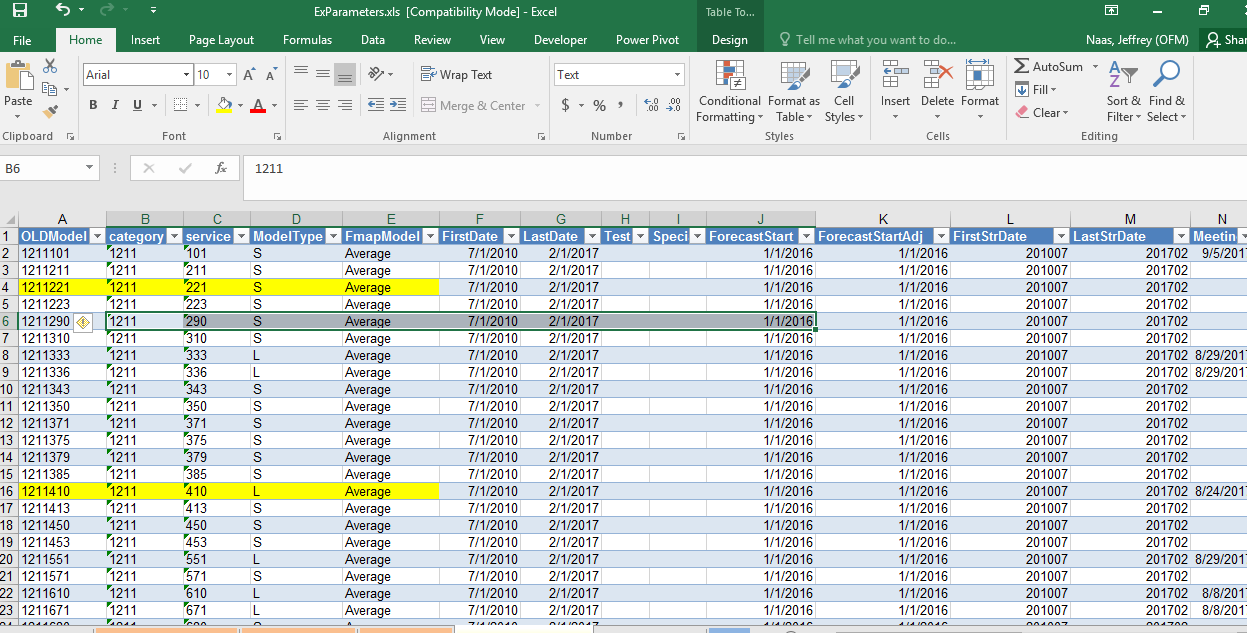 ExParameters.xls [Compatibility Mode] - Excel
Table To...
File Home Insert Page Layout Formulas Data Review View Developer Power Pivot Design Tell me what you want to do... Naas, Jeffrey (OFM) Shar
Arial 10 A A Wrap Text Text AutoSum
Paste B I U A Merge & Center $ % , Conditional Formatting Format as Table Cell Styles Insert Delete Format Fill Clear Sort & Filter Find & Select
Clipboard Font Alignment Number Styles Cells Editing
B6 fx 1211
A B C D E F G H I J K L M N
1 OLDModel category service ModelType FmapModel FirstDate LastDate Test Speci ForecastStart ForecastStartAdj FirstStrDate LastStrDate Meetin
2 1211101 1211 101 S Average 7/1/2010 2/1/2017 1/1/2016 1/1/2016 201007 201702 9/5/2017
3 1211211 1211 211 S Average 7/1/2010 2/1/2017 1/1/2016 1/1/2016 201007 201702
4 1211221 1211 221 S Average 7/1/2010 2/1/2017 1/1/2016 1/1/2016 201007 201702
5 1211223 1211 223 S Average 7/1/2010 2/1/2017 1/1/2016 1/1/2016 201007 201702
6 1211290 1211 290 S Average 7/1/2010 2/1/2017 1/1/2016 1/1/2016 201007 201702
7 1211310 1211 310 S Average 7/1/2010 2/1/2017 1/1/2016 1/1/2016 201007 201702
8 1211333 1211 333 L Average 7/1/2010 2/1/2017 1/1/2016 1/1/2016 201007 201702 8/29/2017
9 1211336 1211 336 L Average 7/1/2010 2/1/2017 1/1/2016 1/1/2016 201007 201702 8/29/2017
10 1211343 1211 343 S Average 7/1/2010 2/1/2017 1/1/2016 1/1/2016 201007 201702
11 1211350 1211 350 S Average 7/1/2010 2/1/2017 1/1/2016 1/1/2016 201007 201702
12 1211371 1211 371 S Average 7/1/2010 2/1/2017 1/1/2016 1/1/2016 201007 201702
13 1211375 1211 375 S Average 7/1/2010 2/1/2017 1/1/2016 1/1/2016 201007 201702
14 1211379 1211 379 S Average 7/1/2010 2/1/2017 1/1/2016 1/1/2016 201007 201702
15 1211385 1211 385 S Average 7/1/2010 2/1/2017 1/1/2016 1/1/2016 201007 201702
16 1211410 1211 410 L Average 7/1/2010 2/1/2017 1/1/2016 1/1/2016 201007 201702 8/24/2017
17 1211413 1211 413 S Average 7/1/2010 2/1/2017 1/1/2016 1/1/2016 201007 201702
18 1211450 1211 450 S Average 7/1/2010 2/1/2017 1/1/2016 1/1/2016 201007 201702
19 1211453 1211 453 S Average 7/1/2010 2/1/2017 1/1/2016 1/1/2016 201007 201702
20 1211551 1211 551 L Average 7/1/2010 2/1/2017 1/1/2016 1/1/2016 201007 201702 8/29/2017
21 1211571 1211 571 S Average 7/1/2010 2/1/2017 1/1/2016 1/1/2016 201007 201702
22 1211610 1211 610 L Average 7/1/2010 2/1/2017 1/1/2016 1/1/2016 201007 201702 8/8/2017
23 1211671 1211 671 L Average 7/1/2010 2/1/2017 1/1/2016 1/1/2016 201007 201702 8/8/2017